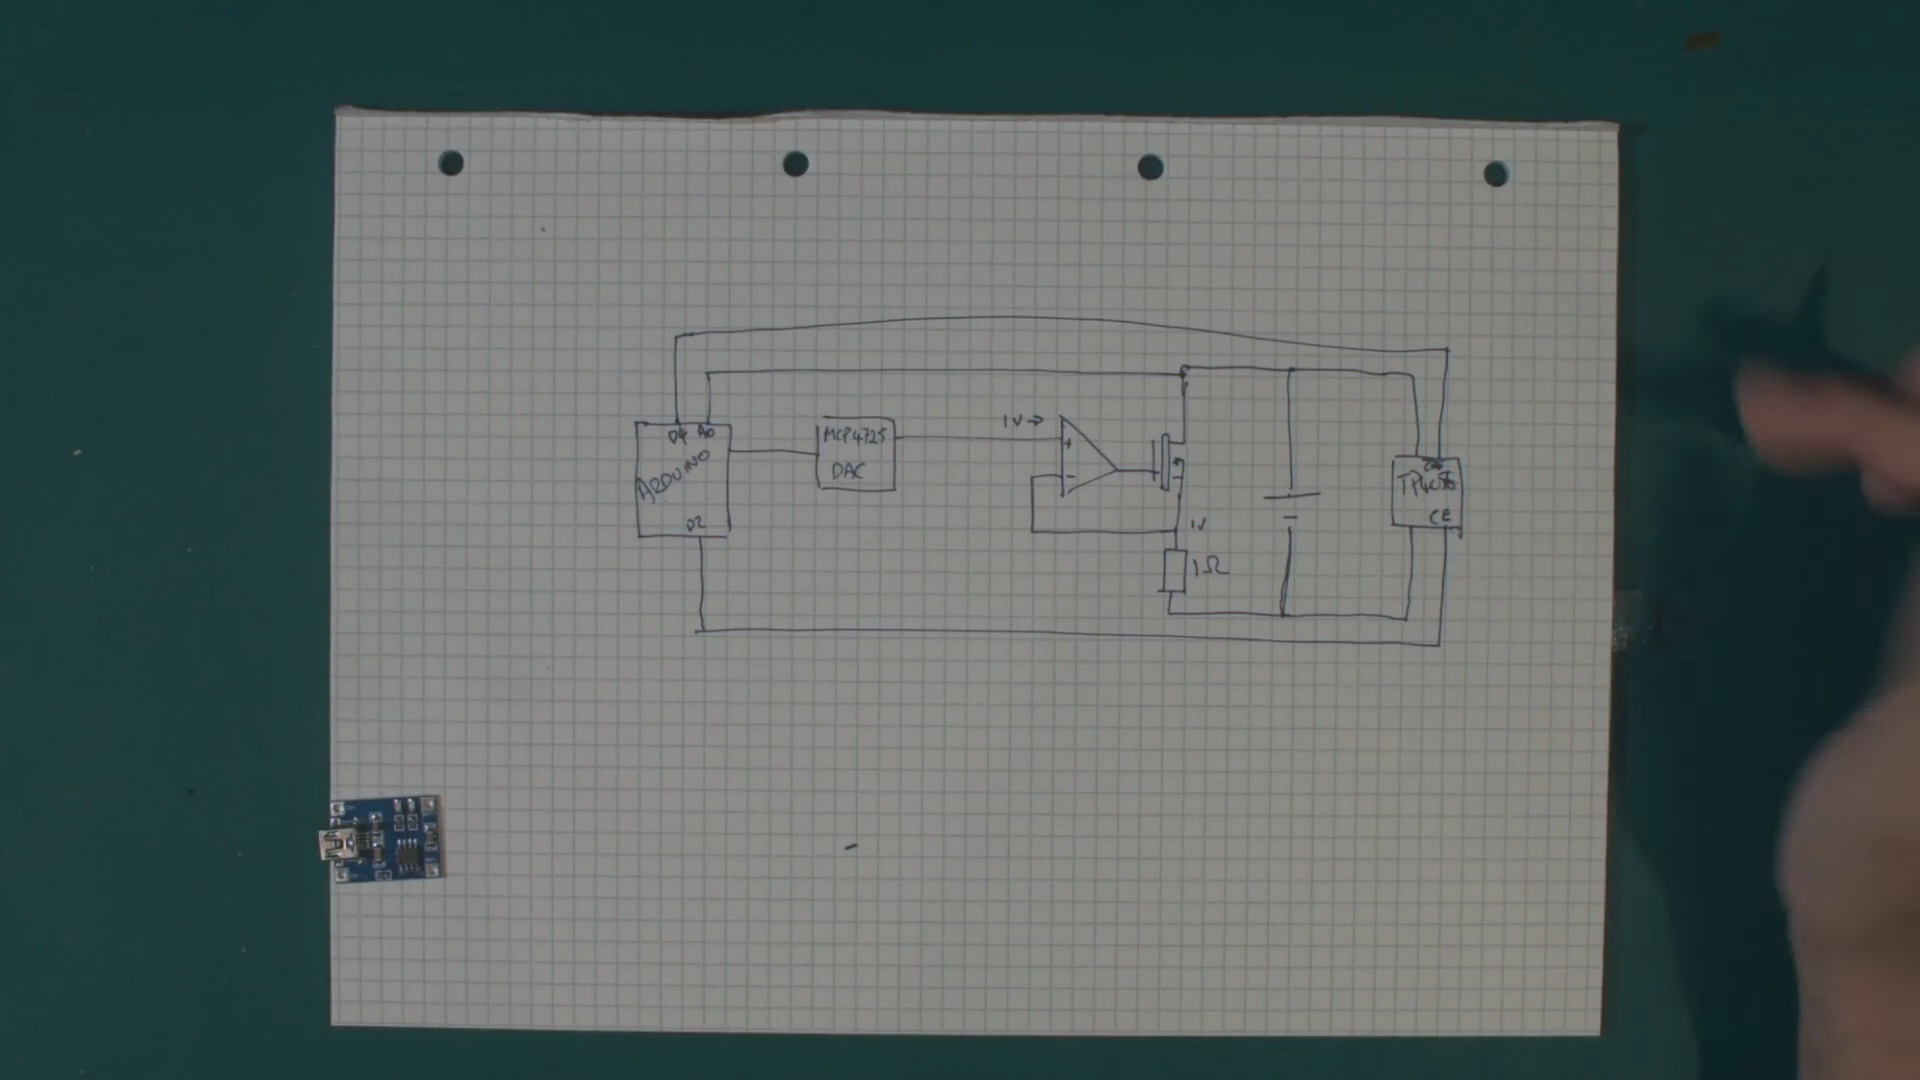 D4 A0
ARDUINO
D2
MCP4725
DAC
1V→
+
-
1V
1Ω
TP4056
CE